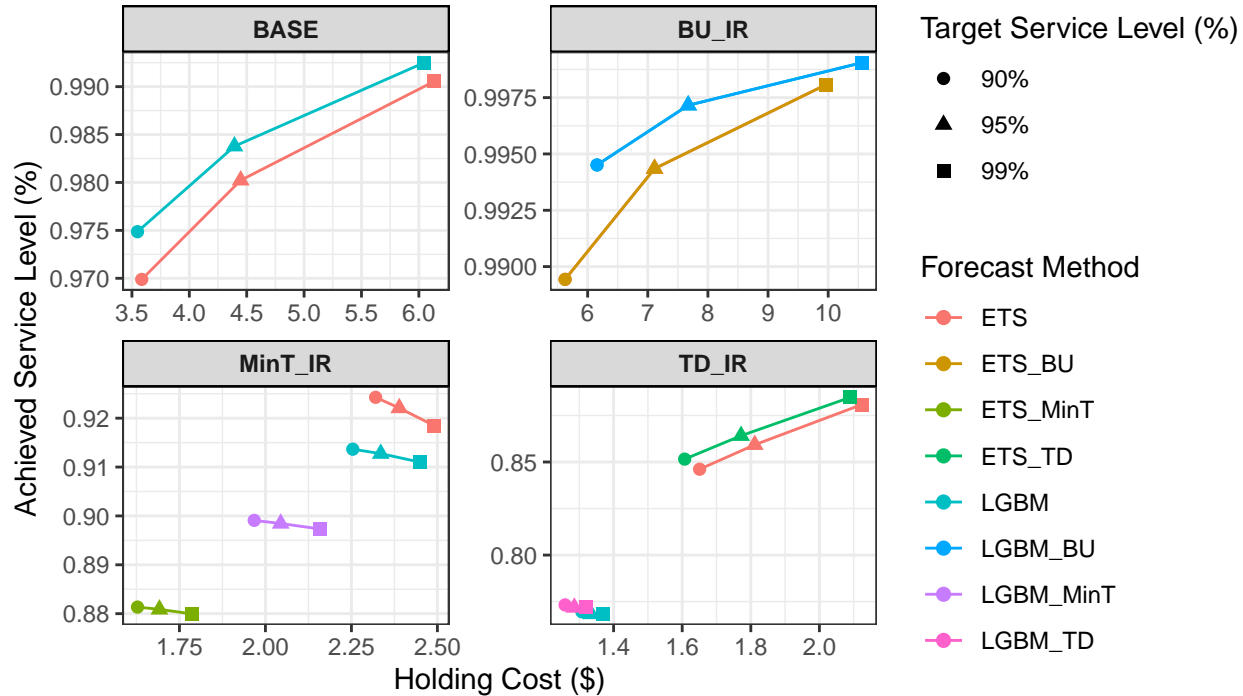 BASE
BU_IR
0.990
0.985
0.980
0.975
0.970
3.5 4.0 4.5 5.0 5.5 6.0
0.9975
0.9950
0.9925
0.9900
6 7 8 9 10
MinT_IR
TD_IR
0.92
0.91
0.90
0.89
0.88
1.75 2.00 2.25 2.50
0.85
0.80
1.4 1.6 1.8 2.0
Achieved Service Level (%)
Holding Cost ($)
Target Service Level (%)
90%
95%
99%
Forecast Method
ETS
ETS_BU
ETS_MinT
ETS_TD
LGBM
LGBM_BU
LGBM_MinT
LGBM_TD